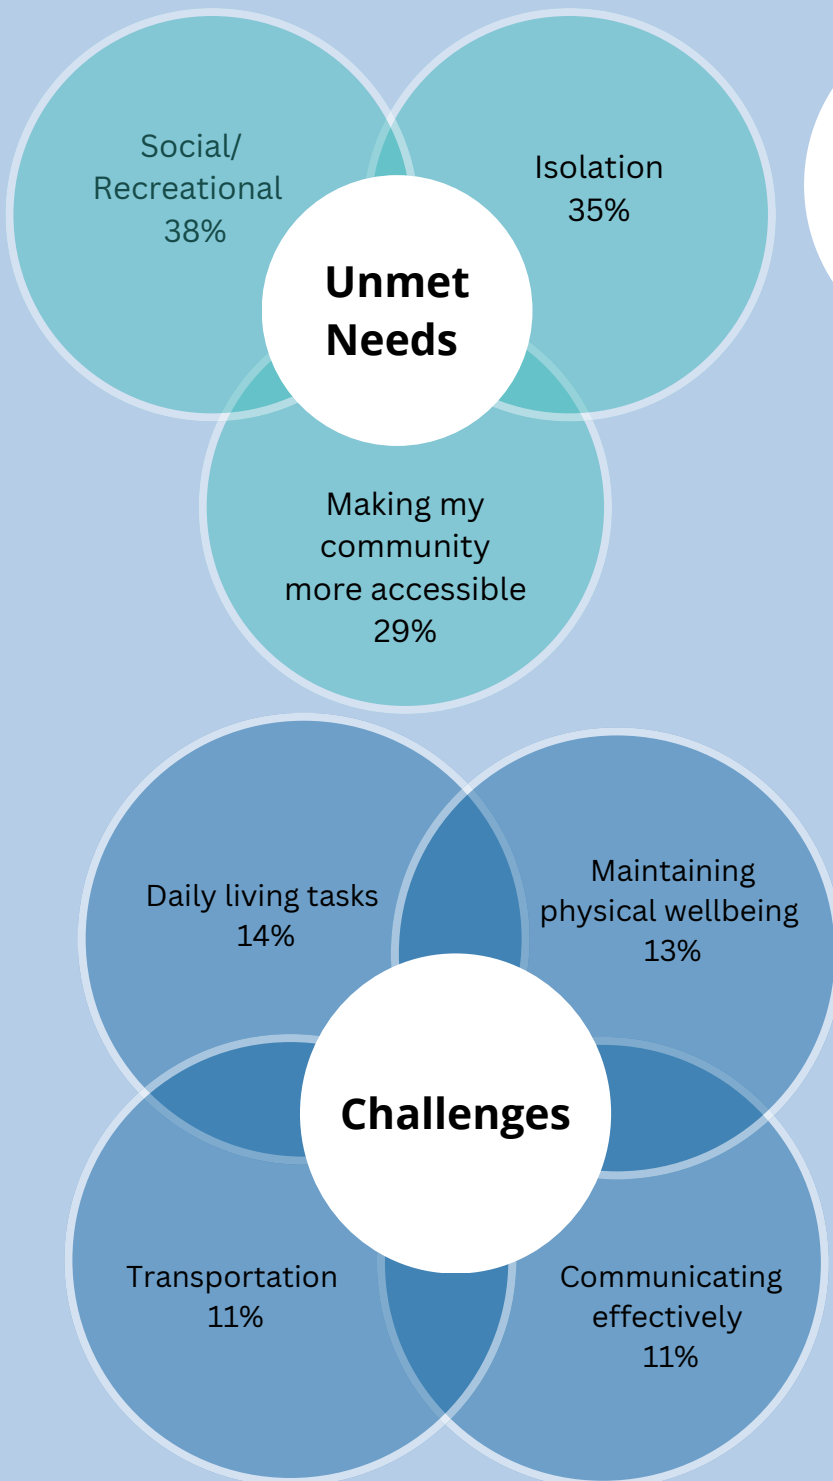 Social/
Recreational
38%
Isolation
35%
Unmet
Needs
Making my
community
more accessible
29%
Daily living tasks
14%
Maintaining
physical wellbeing
13%
Challenges
Transportation
11%
Communicating
effectively
11%